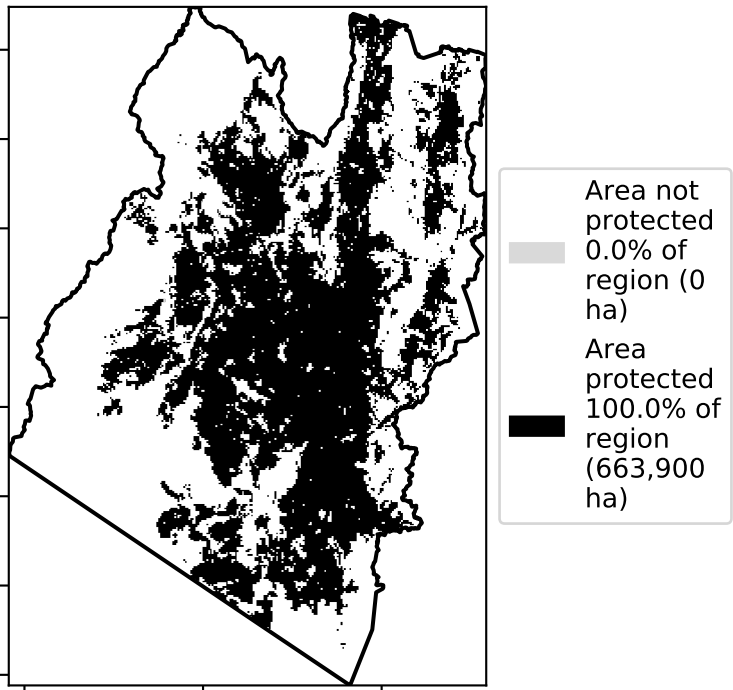 Area not
protected
0.0% of
region (0
ha)
Area
protected
100.0% of
region
(663,900
ha)